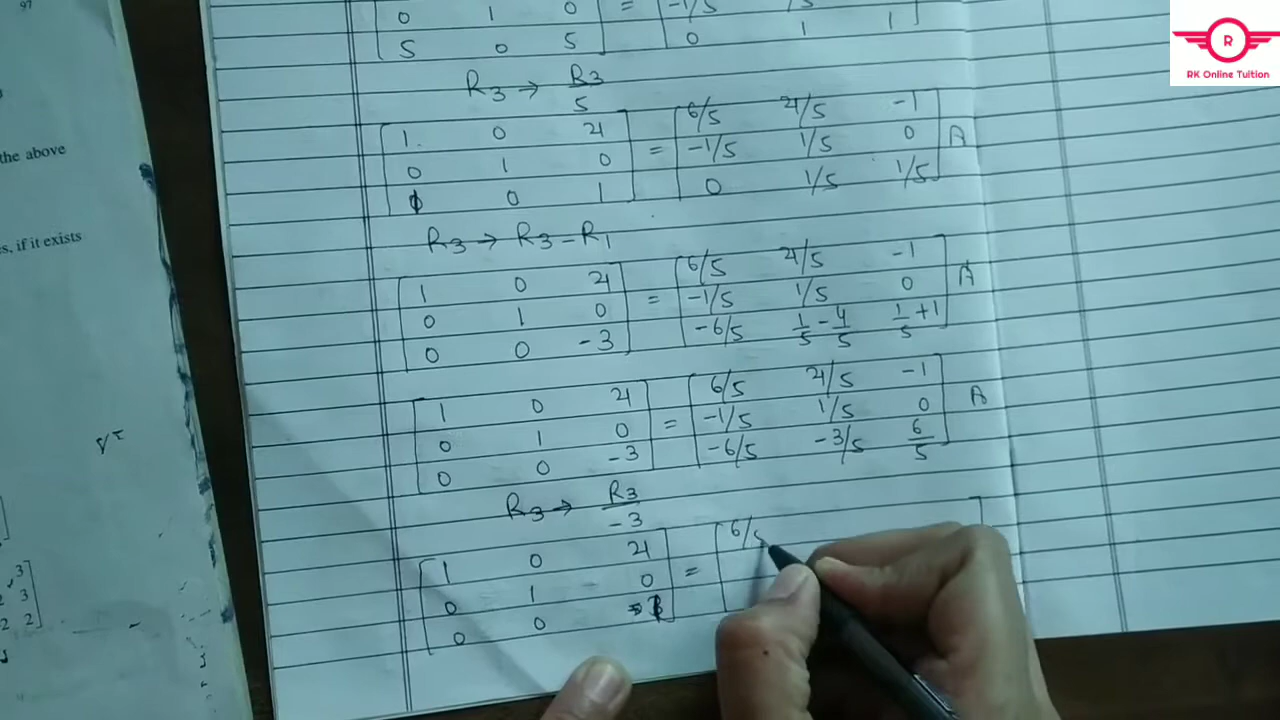 97
0 1 0 = -1/5 /5
5 0 5 0 1 1
R3 → R3/5
1 0 4 6/5 4/5 -1
0 1 0 = -1/5 1/5 0 A
0 1 0 1/5 1/5
R3 → R3 - R1
1 0 4 6/5 4/5 -1
0 1 0 = -1/5 1/5 0 A
0 0 -3 -6/5 1/5 - 4/5 1/5 + 1
1 0 4 6/5 4/5 -1
0 1 0 = -1/5 1/5 0 A
0 0 -3 -6/5 -3/5 6/5
R3 → R3/-3
1 0 4 = 6/5
0 1 0
0 0 1
the above
s, if it exists
3
2 3
2 2
R
RK Online Tuition